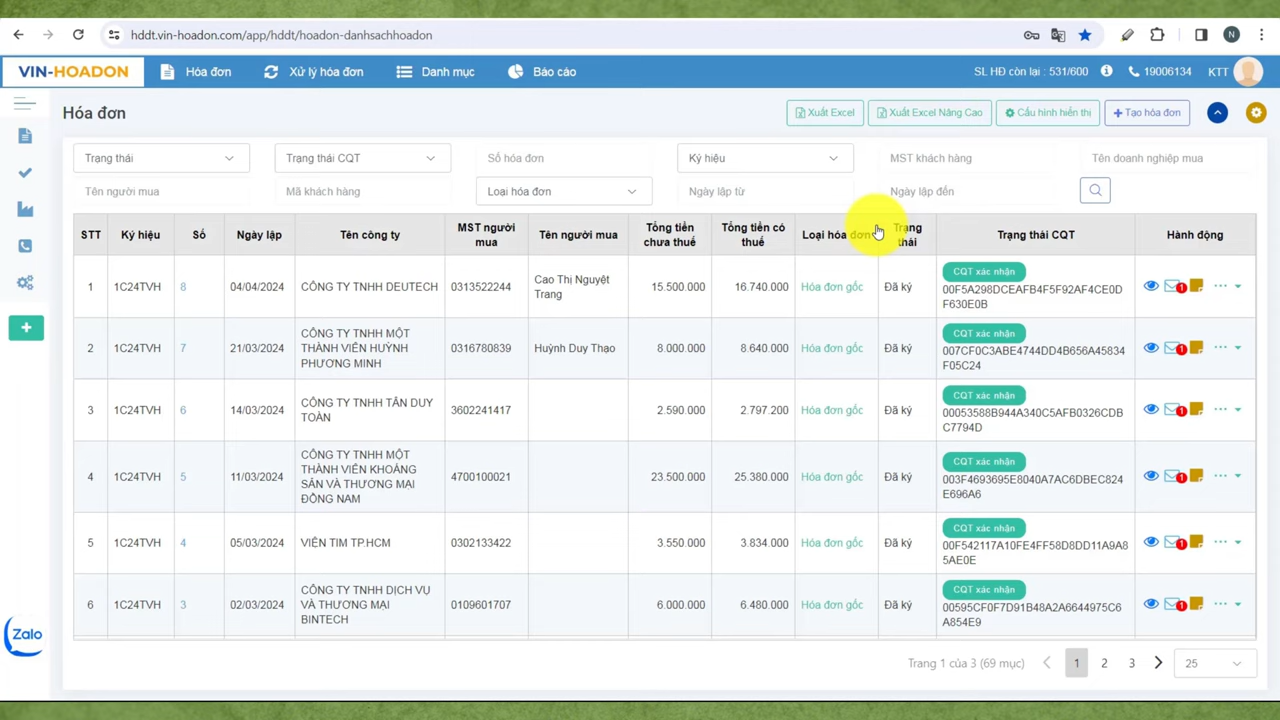 hddt.vin-hoadon.com/app/hddt/hoadon-danhsachhoadon
N
VIN-HOADON Hóa đơn Xử lý hóa đơn Danh mục Báo cáo SL HĐ còn lại : 531/600 19006134 KTT
Hóa đơn Xuất Excel Xuất Excel Nâng Cao Cấu hình hiển thị Tạo hóa đơn
Trạng thái Trạng thái CQT Số hóa đơn Ký hiệu MST khách hàng Tên doanh nghiệp mua
Tên người mua Mã khách hàng Loại hóa đơn Ngày lập từ Ngày lập đến
STT Ký hiệu Số Ngày lập Tên công ty MST người mua Tên người mua Tổng tiền chưa thuế Tổng tiền có thuế Loại hóa đơn Trạng thái Trạng thái CQT Hành động
1 1C24TVH 8 04/04/2024 CÔNG TY TNHH DEUTECH 0313522244 Cao Thị Nguyệt Trang 15.500.000 16.740.000 Hóa đơn gốc Đã ký CQT xác nhận 00F5A298DCEAFB4F5F92AF4CE0DF630E0B 1
2 1C24TVH 7 21/03/2024 CÔNG TY TNHH MỘT THÀNH VIÊN HUỲNH PHƯƠNG MINH 0316780839 Huỳnh Duy Thạo 8.000.000 8.640.000 Hóa đơn gốc Đã ký CQT xác nhận 007CF0C3ABE4744DD4B656A45834F05C24 1
3 1C24TVH 6 14/03/2024 CÔNG TY TNHH TÂN DUY TOÀN 3602241417 2.590.000 2.797.200 Hóa đơn gốc Đã ký CQT xác nhận 00053588B944A340C5AFB0326CDBC7794D 1
4 1C24TVH 5 11/03/2024 CÔNG TY TNHH MỘT THÀNH VIÊN KHOÁNG SẢN VÀ THƯƠNG MẠI ĐÔNG NAM 4700100021 23.500.000 25.380.000 Hóa đơn gốc Đã ký CQT xác nhận 003F4693695E8040A7AC6DBEC824E696A6 1
5 1C24TVH 4 05/03/2024 VIỆN TIM TP.HCM 0302133422 3.550.000 3.834.000 Hóa đơn gốc Đã ký CQT xác nhận 00F542117A10FE4FF58D8DD11A9A85AE0E 1
6 1C24TVH 3 02/03/2024 CÔNG TY TNHH DỊCH VỤ VÀ THƯƠNG MẠI BINTECH 0109601707 6.000.000 6.480.000 Hóa đơn gốc Đã ký CQT xác nhận 00595CF0F7D91B48A2A6644975C6A854E9 1
Zalo
Trang 1 của 3 (69 mục) 1 2 3 25